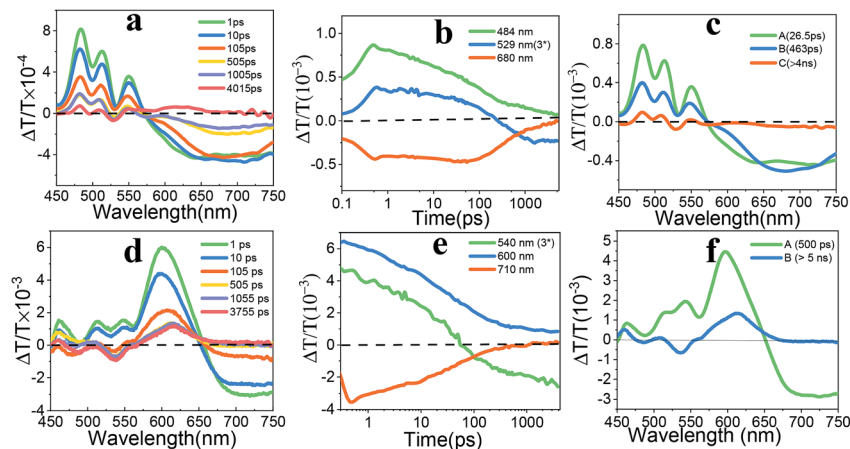 a
1ps
10ps
105ps
505ps
1005ps
4015ps
ΔT/T×10⁻⁴
8
4
0
-4
450 500 550 600 650 700 750
Wavelength(nm)
b
484 nm
529 nm(3*)
680 nm
ΔT/T(10⁻³)
1.0
0.5
0.0
-0.5
0.1 1 10 100 1000
Time(ps)
c
A(26.5ps)
B(463ps)
C(>4ns)
ΔT/T(10⁻³)
0.8
0.4
0.0
-0.4
450 500 550 600 650 700 750
Wavelength(nm)
d
1 ps
10 ps
105 ps
505 ps
1055 ps
3755 ps
ΔT/T×10⁻³
6
4
2
0
-2
-4
450 500 550 600 650 700 750
Wavelength(nm)
e
540 nm (3*)
600 nm
710 nm
ΔT/T(10⁻³)
6
4
2
0
-2
-4
1 10 100 1000
Time(ps)
f
A (500 ps)
B (> 5 ns)
ΔT/T (10⁻³)
5
4
3
2
1
0
-1
-3
450 500 550 600 650 700 750
Wavelength (nm)